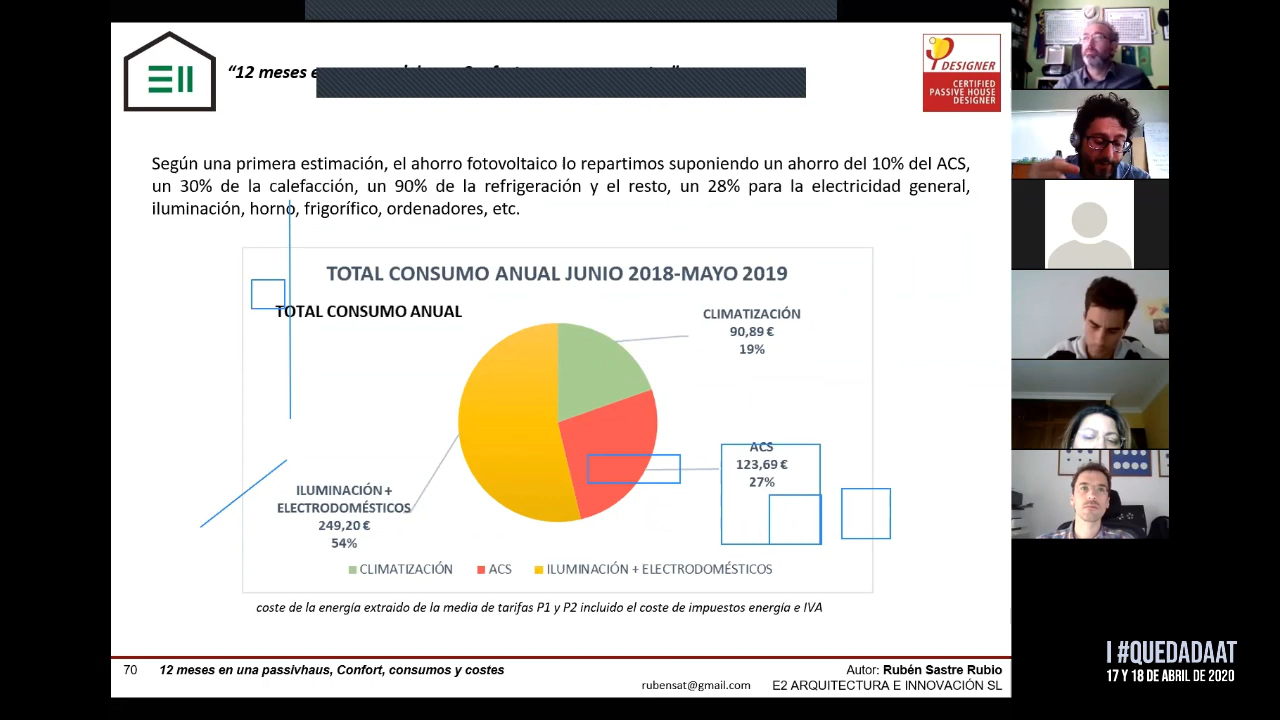 “12 meses e
DESIGNER
CERTIFIED
PASSIVE HOUSE
DESIGNER
Según una primera estimación, el ahorro fotovoltaico lo repartimos suponiendo un ahorro del 10% del ACS,
un 30% de la calefacción, un 90% de la refrigeración y el resto, un 28% para la electricidad general,
iluminación, horno, frigorífico, ordenadores, etc.
TOTAL CONSUMO ANUAL JUNIO 2018-MAYO 2019
TOTAL CONSUMO ANUAL
CLIMATIZACIÓN
90,89 €
19%
ACS
123,69 €
27%
ILUMINACIÓN +
ELECTRODOMÉSTICOS
249,20 €
54%
CLIMATIZACIÓN ACS ILUMINACIÓN + ELECTRODOMÉSTICOS
coste de la energía extraido de la media de tarifas P1 y P2 incluido el coste de impuestos energía e IVA
70 12 meses en una passivhaus, Confort, consumos y costes
Autor: Rubén Sastre Rubio
rubensat@gmail.com E2 ARQUITECTURA E INNOVACIÓN SL
I #QUEDADAAT
17 Y 18 DE ABRIL DE 2020